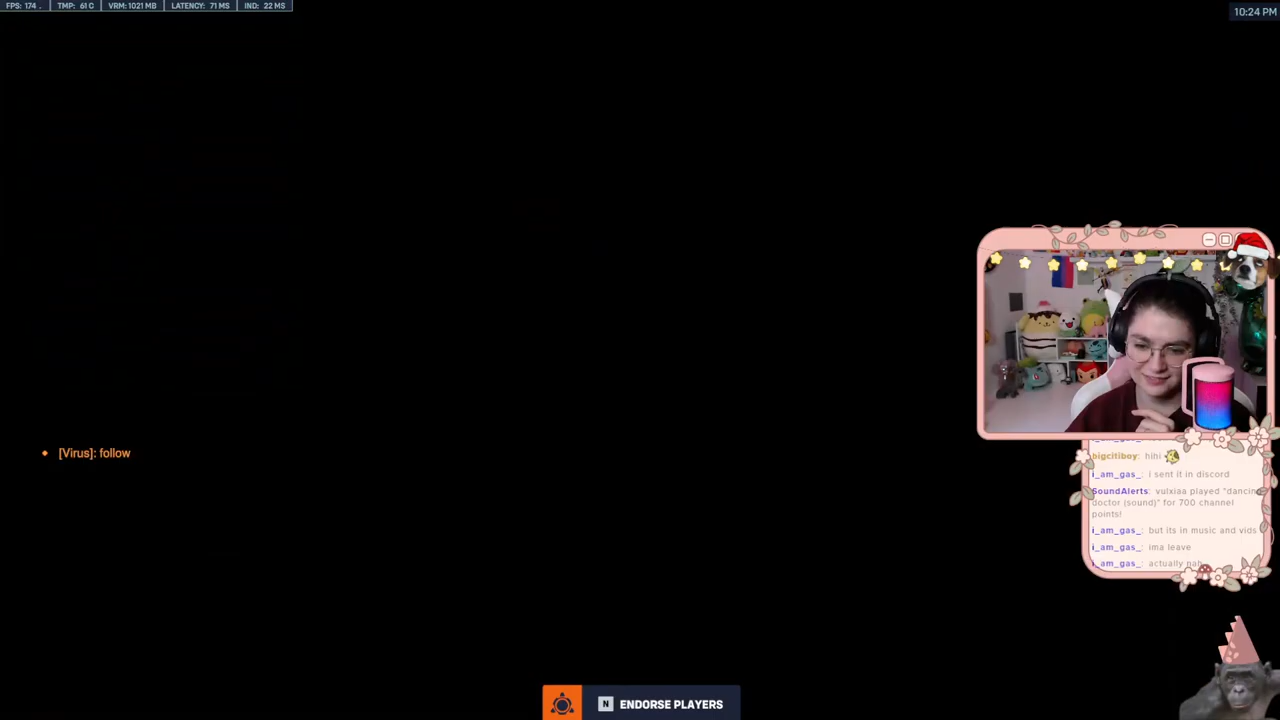 FPS: 174 . TMP: 61 C VRM: 1021 MB LATENCY: 71 MS IND: 22 MS
10:24 PM
[Virus]: follow
bigcitiboy: hihi
i_am_gas_: i sent it in discord
SoundAlerts: vulxiaa played "dancin
doctor (sound)" for 700 channel
points!
i_am_gas_: but its in music and vids
i_am_gas_: ima leave
i_am_gas_: actually nah
N ENDORSE PLAYERS